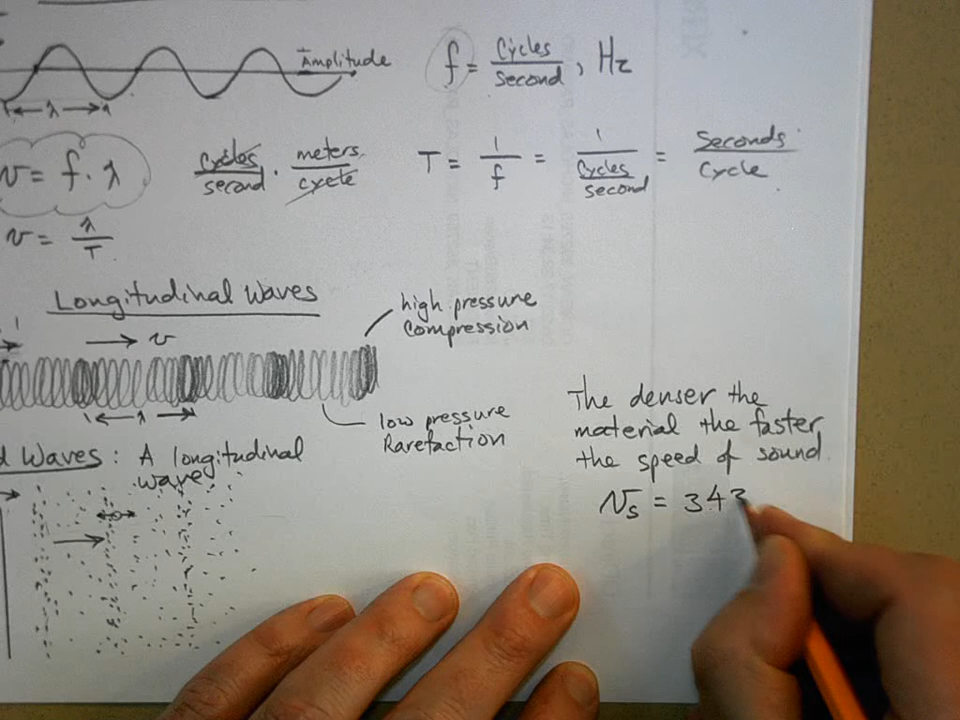 Amplitude
f = Cycles/Second, Hz
λ
v = f · λ
cycles/second · meters/cycle
T = 1/f = 1/(cycles/second) = seconds/cycle
v = λ/T
Longitudinal Waves
v
high pressure
compression
λ
low pressure
Rarefaction
The denser the
material the faster
the speed of sound.
Waves: A longitudinal
wave
Vs = 343